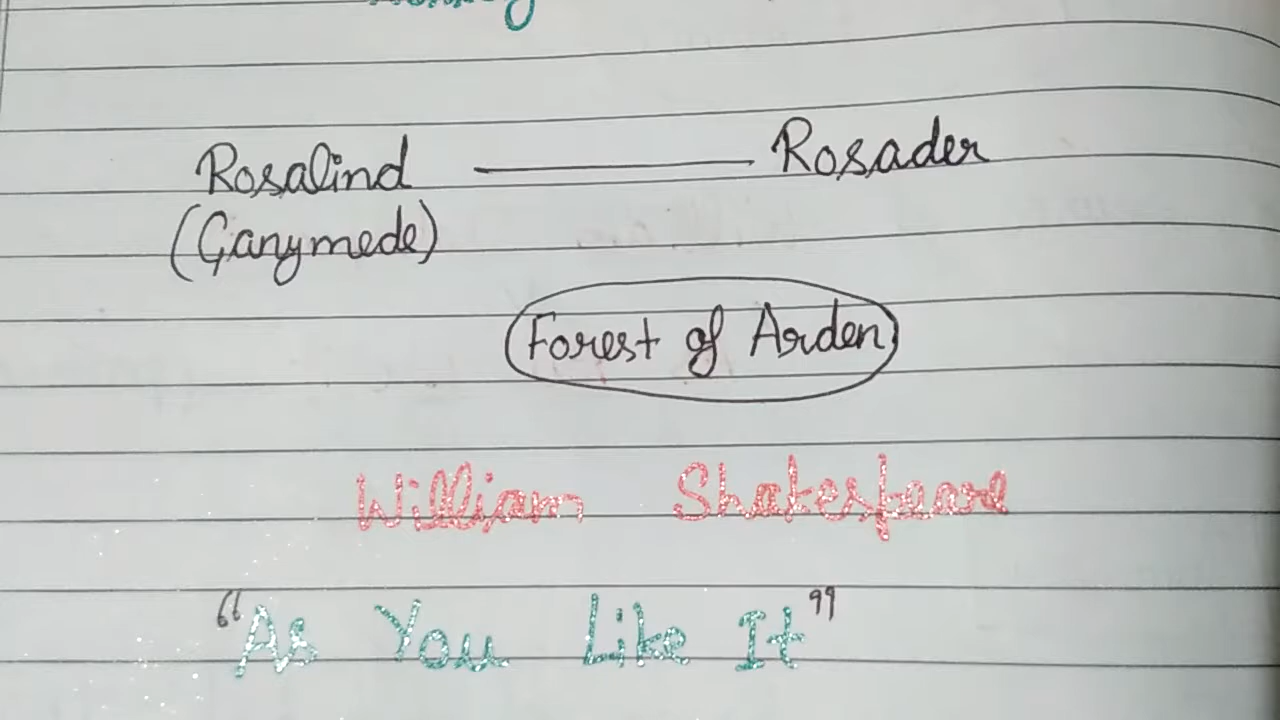 Rosalind —— Rosader
(Ganymede)
Forest of Arden
William Shakespeare
"As You Like It"